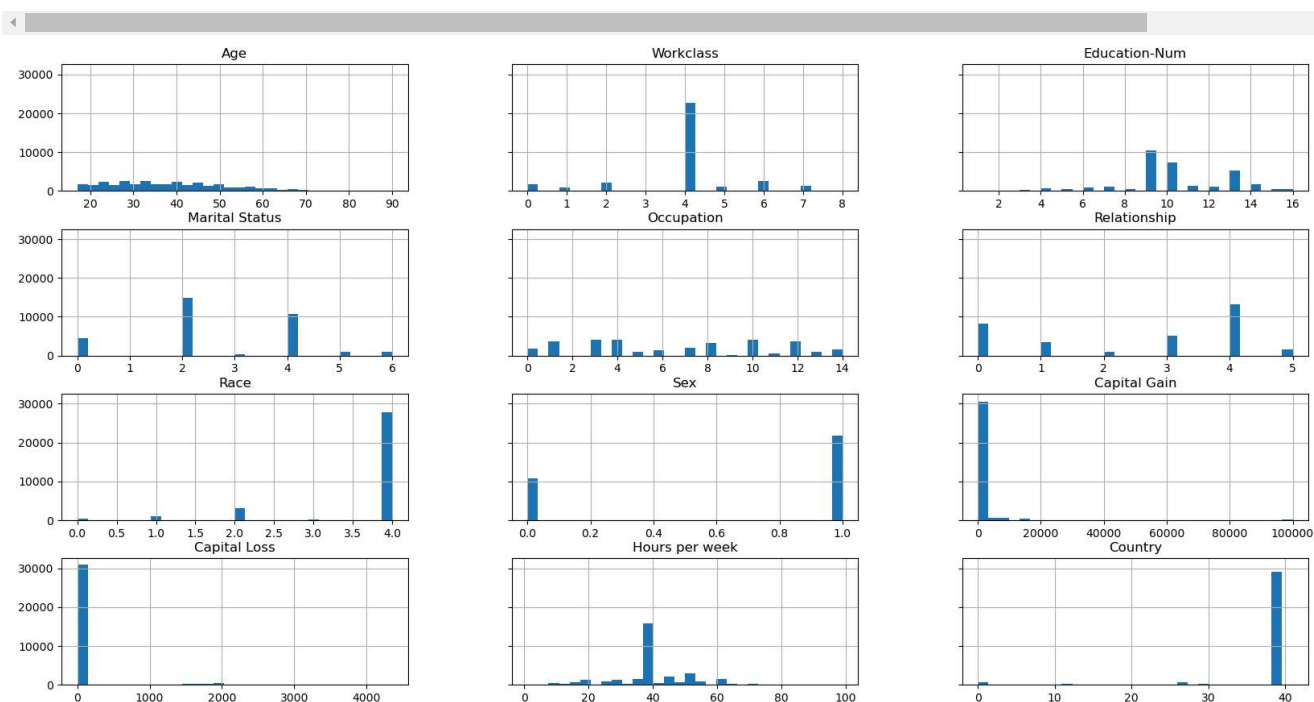 Age Workclass Education-Num
30000
20000
10000
0
20 30 40 50 60 70 80 90 0 1 2 3 4 5 6 7 8 2 4 6 8 10 12 14 16
Marital Status Occupation Relationship
30000
20000
10000
0
0 1 2 3 4 5 6 0 2 4 6 8 10 12 14 0 1 2 3 4 5
Race Sex Capital Gain
30000
20000
10000
0
0.0 0.5 1.0 1.5 2.0 2.5 3.0 3.5 4.0 0.0 0.2 0.4 0.6 0.8 1.0 0 20000 40000 60000 80000 100000
Capital Loss Hours per week Country
30000
20000
10000
0
0 1000 2000 3000 4000 0 20 40 60 80 100 0 10 20 30 40